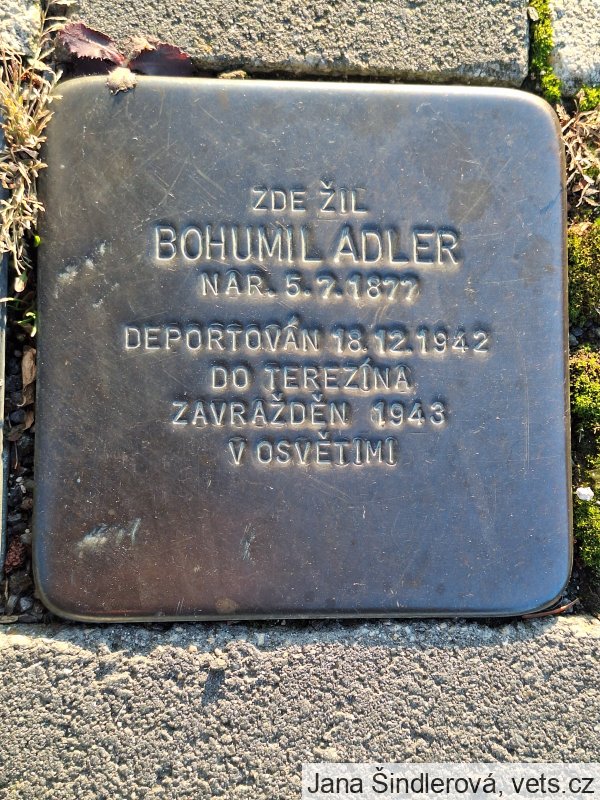 ZDE ŽIL
BOHUMIL ADLER
NAR. 5.7.1877
DEPORTOVÁN 18.12.1942
DO TEREZÍNA
ZAVRAŽDĚN 1943
V OSVĚTIMI
Jana Šindlerová, vets.cz